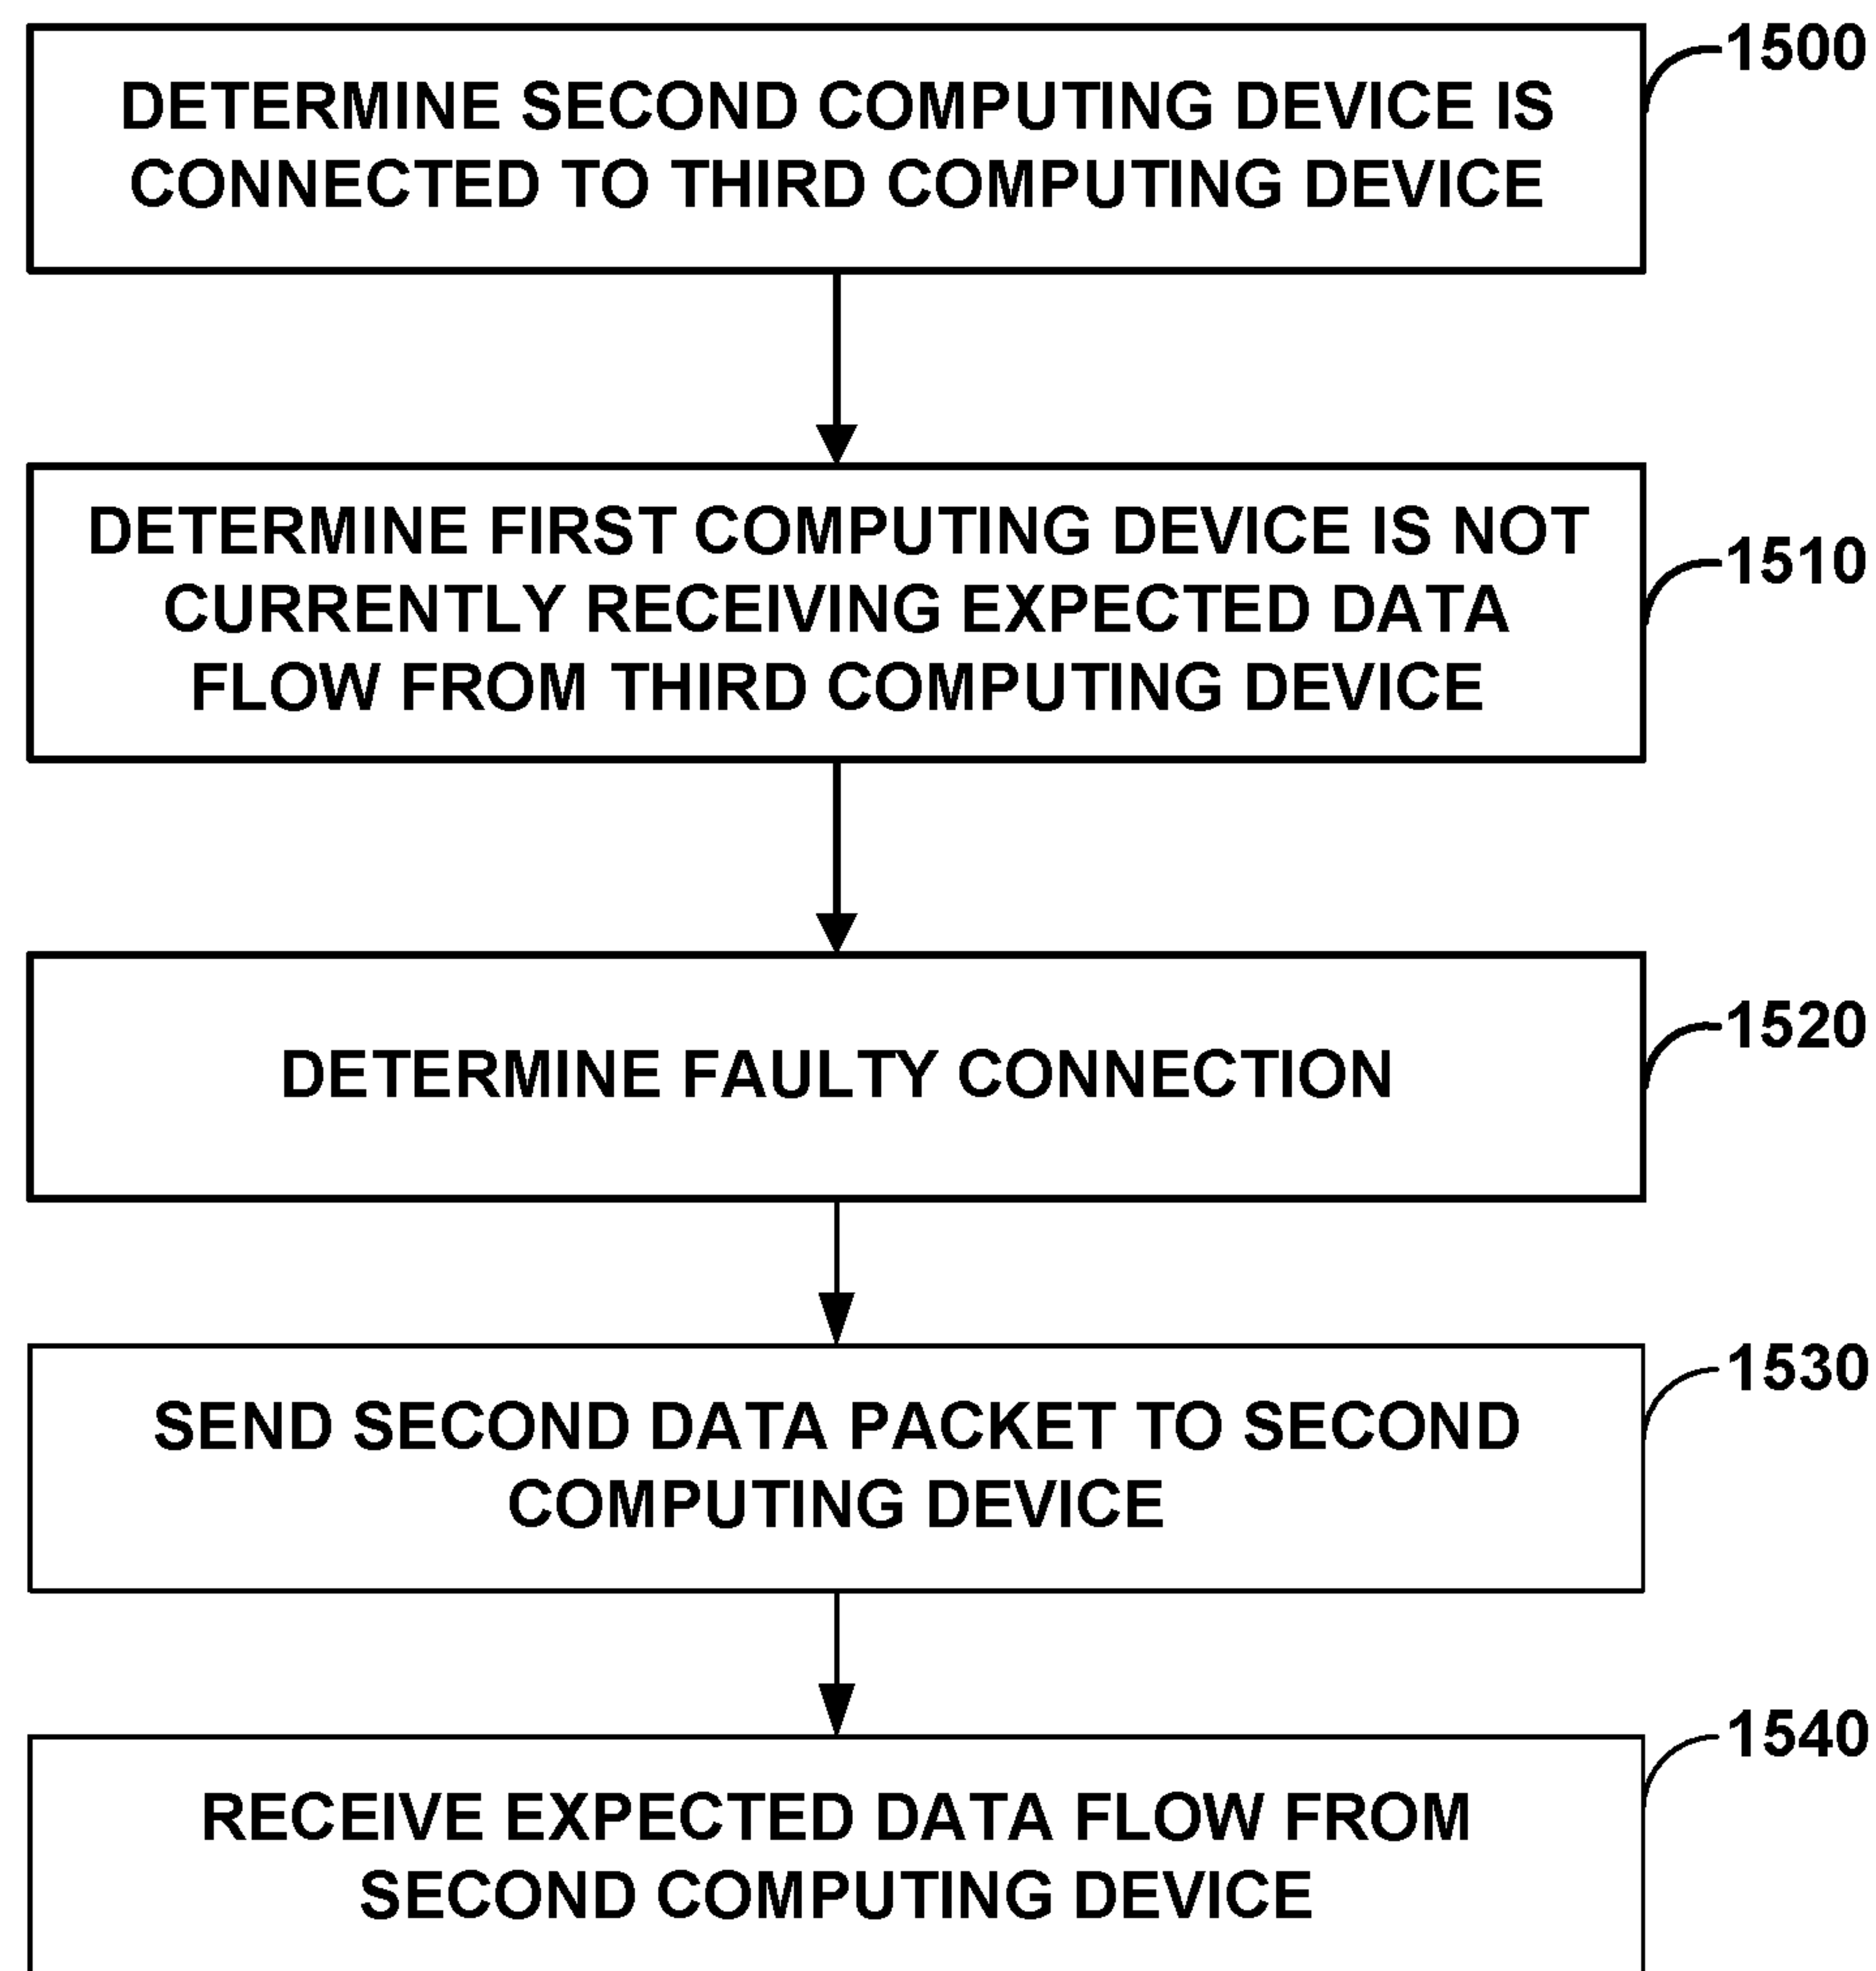 1500
DETERMINE SECOND COMPUTING DEVICE IS
CONNECTED TO THIRD COMPUTING DEVICE
DETERMINE FIRST COMPUTING DEVICE IS NOT
CURRENTLY RECEIVING EXPECTED DATA
FLOW FROM THIRD COMPUTING DEVICE
1510
DETERMINE FAULTY CONNECTION
1520
SEND SECOND DATA PACKET TO SECOND
COMPUTING DEVICE
1530
RECEIVE EXPECTED DATA FLOW FROM
SECOND COMPUTING DEVICE
1540